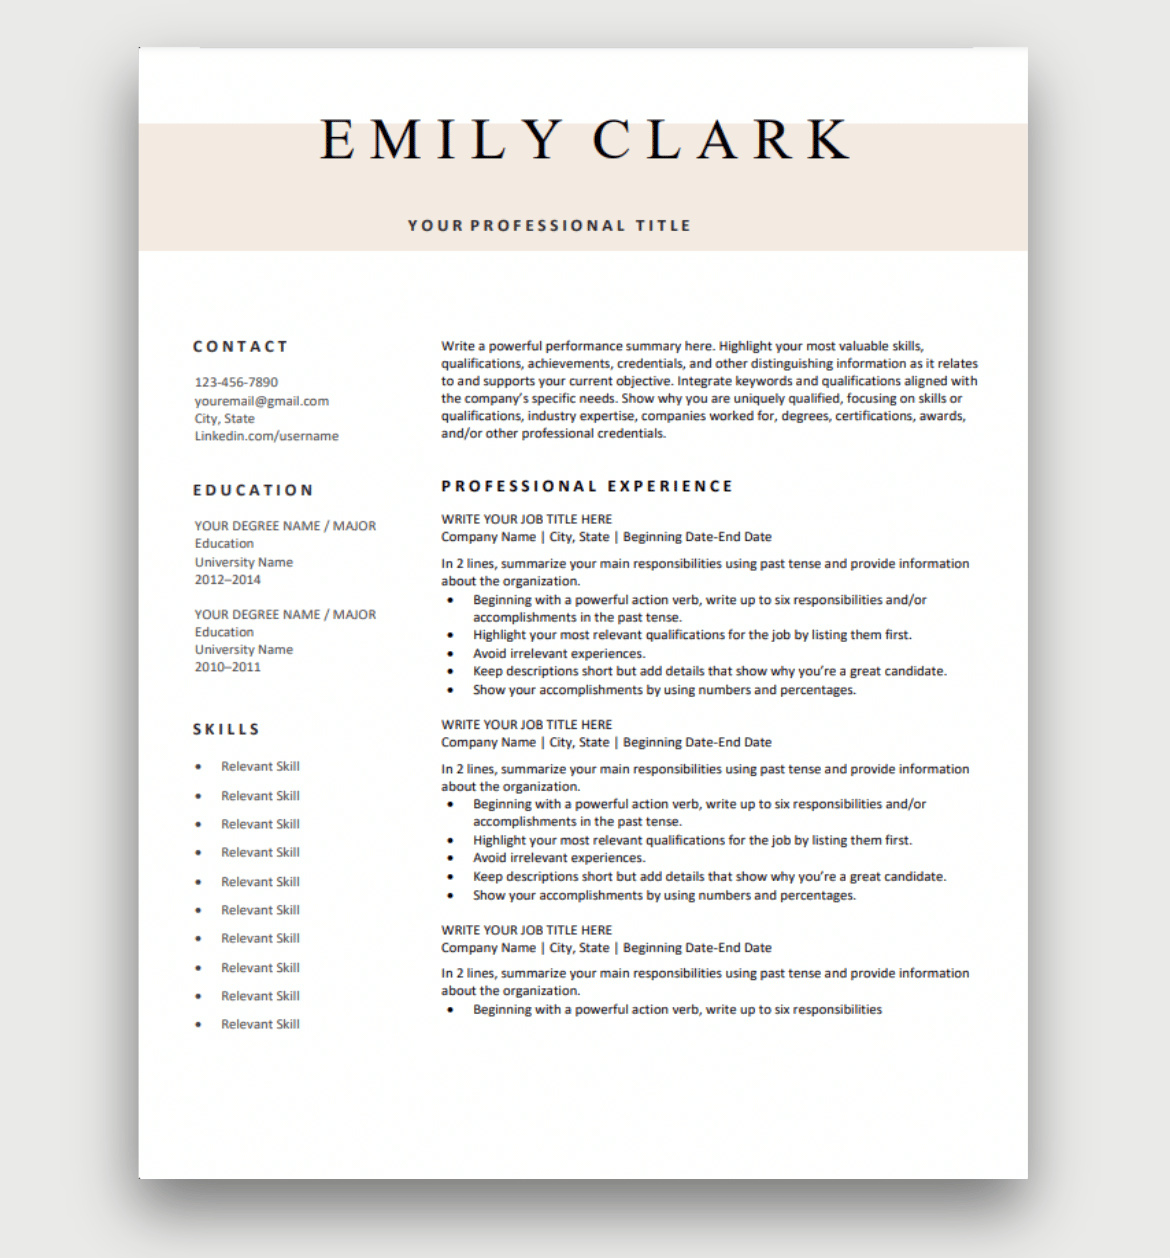 EMILY CLARK
YOUR PROFESSIONAL TITLE
CONTACT
123-456-7890
youremail@gmail.com
City, State
Linkedin.com/username
EDUCATION
YOUR DEGREE NAME / MAJOR
Education
University Name
2012–2014
YOUR DEGREE NAME / MAJOR
Education
University Name
2010–2011
SKILLS
• Relevant Skill
• Relevant Skill
• Relevant Skill
• Relevant Skill
• Relevant Skill
• Relevant Skill
• Relevant Skill
• Relevant Skill
• Relevant Skill
• Relevant Skill
Write a powerful performance summary here. Highlight your most valuable skills,
qualifications, achievements, credentials, and other distinguishing information as it relates
to and supports your current objective. Integrate keywords and qualifications aligned with
the company’s specific needs. Show why you are uniquely qualified, focusing on skills or
qualifications, industry expertise, companies worked for, degrees, certifications, awards,
and/or other professional credentials.
PROFESSIONAL EXPERIENCE
WRITE YOUR JOB TITLE HERE
Company Name | City, State | Beginning Date-End Date
In 2 lines, summarize your main responsibilities using past tense and provide information
about the organization.
• Beginning with a powerful action verb, write up to six responsibilities and/or
accomplishments in the past tense.
• Highlight your most relevant qualifications for the job by listing them first.
• Avoid irrelevant experiences.
• Keep descriptions short but add details that show why you’re a great candidate.
• Show your accomplishments by using numbers and percentages.
WRITE YOUR JOB TITLE HERE
Company Name | City, State | Beginning Date-End Date
In 2 lines, summarize your main responsibilities using past tense and provide information
about the organization.
• Beginning with a powerful action verb, write up to six responsibilities and/or
accomplishments in the past tense.
• Highlight your most relevant qualifications for the job by listing them first.
• Avoid irrelevant experiences.
• Keep descriptions short but add details that show why you’re a great candidate.
• Show your accomplishments by using numbers and percentages.
WRITE YOUR JOB TITLE HERE
Company Name | City, State | Beginning Date-End Date
In 2 lines, summarize your main responsibilities using past tense and provide information
about the organization.
• Beginning with a powerful action verb, write up to six responsibilities